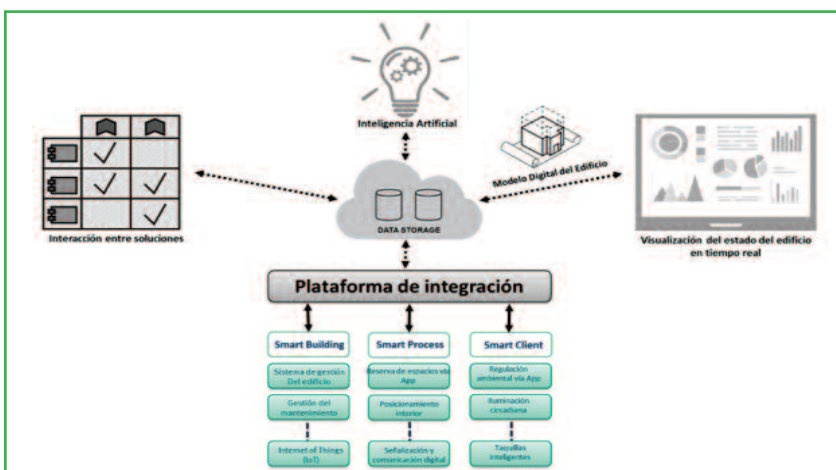 Inteligencia Artificial
Modelo Digital del Edificio
DATA STORAGE
Interacción entre soluciones
Visualización del estado del edificio
en tiempo real
Plataforma de integración
Smart Building
Smart Process
Smart Client
Sistema de gestión
Del edificio
Reserva de espacios vía
App
Regulación
ambiental vía App
Gestión del
mantenimiento
Posicionamiento
interior
Iluminación
circadiana
Internet of Things
(IoT)
Señalización y
comunicación digital
Taquillas
inteligentes